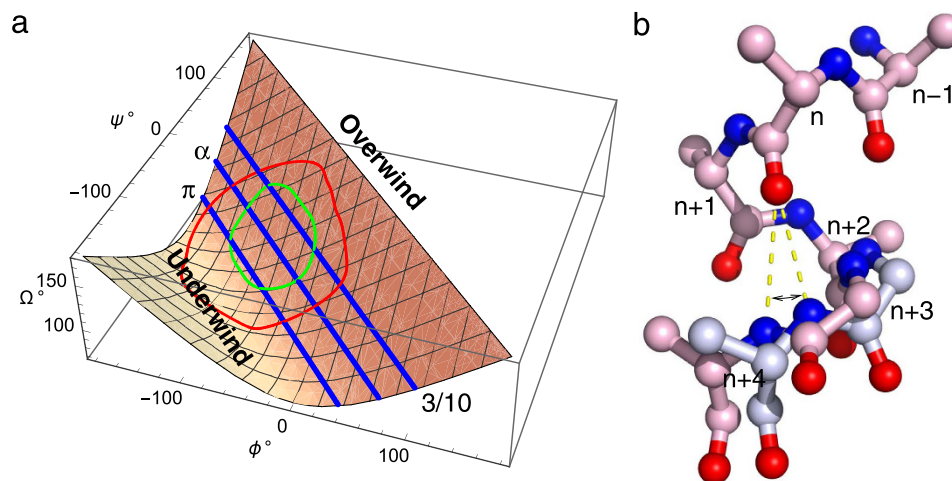 a
100
ψ°
0
-100
α
π
Overwind
Underwind
150
Ω°
100
-100
0
100
ϕ°
3/10
b
n-1
n
n+1
n+2
n+3
n+4